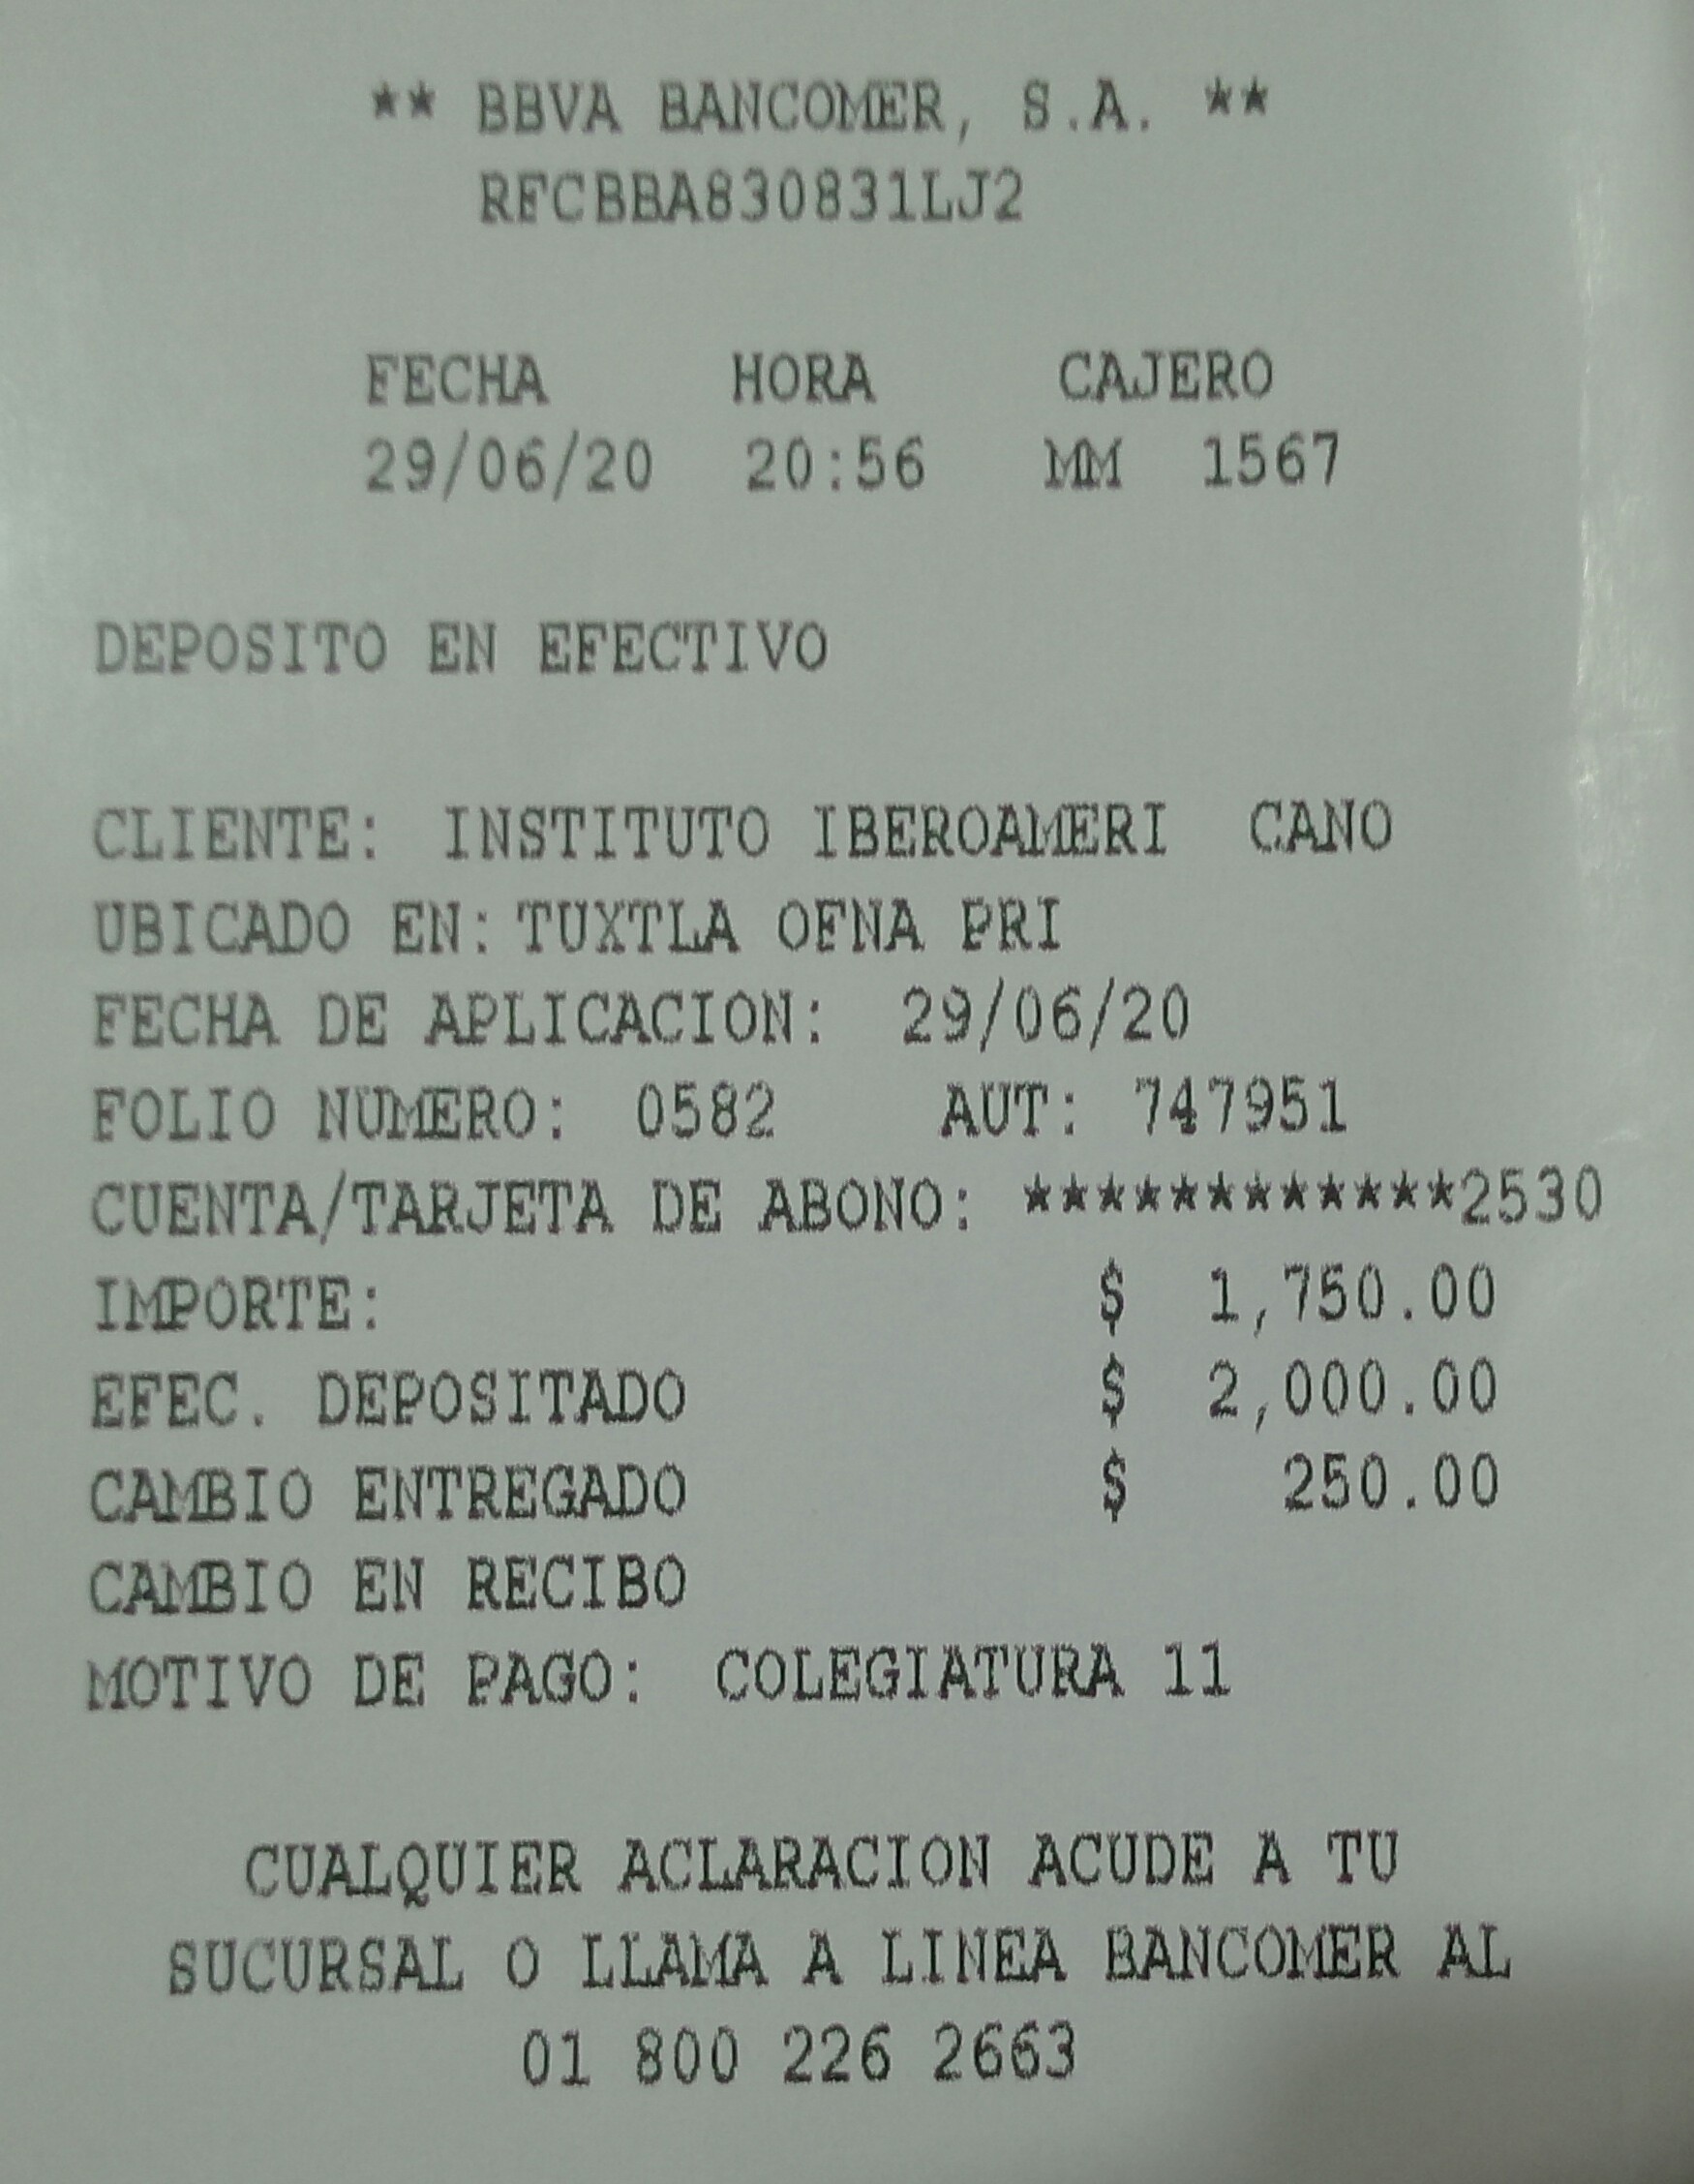 ** BBVA BANCOMER, S.A. **
RFCBBA830831LJ2
FECHA HORA CAJERO
29/06/20 20:56 MM 1567
DEPOSITO EN EFECTIVO
CLIENTE: INSTITUTO IBEROAMERI CANO
UBICADO EN: TUXTLA OFNA PRI
FECHA DE APLICACION: 29/06/20
FOLIO NUMERO: 0582 AUT: 747951
CUENTA/TARJETA DE ABONO: ************2530
IMPORTE: $ 1,750.00
EFEC. DEPOSITADO $ 2,000.00
CAMBIO ENTREGADO $ 250.00
CAMBIO EN RECIBO
MOTIVO DE PAGO: COLEGIATURA 11
CUALQUIER ACLARACION ACUDE A TU
SUCURSAL O LLAMA A LINEA BANCOMER AL
01 800 226 2663